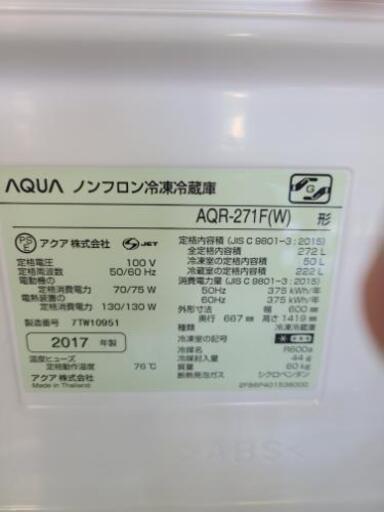 AQUA ノンフロン冷凍冷蔵庫
AQR-271F(W) 形
PSE アクア株式会社 JET
定格電圧 100 V
定格周波数 50/60 Hz
電動機の
定格消費電力 70/75 W
電熱装置の
定格消費電力 130/130 W
製造番号 7TW10951
2017 年製
温度ヒューズ
定格動作温度 76℃
アクア株式会社
Made in Thailand
定格内容積 (JIS C 9801-3:2015)
全定格内容積 272 L
冷凍室の定格内容積 50 L
冷蔵室の定格内容積 222 L
消費電力量 (JIS C 9801-3:2015)
50Hz 375 kWh/年
60Hz 375 kWh/年
外形寸法 幅 600 mm
奥行 667 mm 高さ 1419 mm
種類 冷凍冷蔵庫
冷凍室の記号
冷媒 R600a
冷媒封入量 44 g
質量 60 kg
断熱発泡ガス シクロペンタン
2FB6P401536000
G